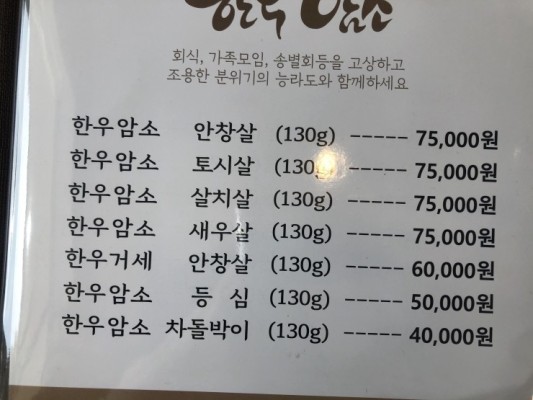 한우 암소
회식, 가족모임, 송별회등을 고상하고
조용한 분위기의 능라도와 함께하세요
한우암소 안창살 (130g) ----- 75,000원
한우암소 토시살 (130g) ----- 75,000원
한우암소 살치살 (130g) ----- 75,000원
한우암소 새우살 (130g) ----- 75,000원
한우거세 안창살 (130g) ----- 60,000원
한우암소 등 심 (130g) ----- 50,000원
한우암소 차돌박이 (130g) ----- 40,000원